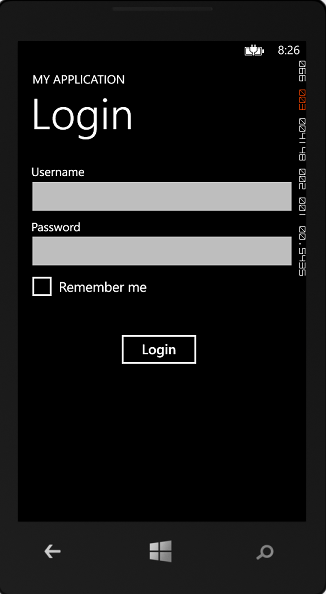 8:26
MY APPLICATION
Login
Username
Password
Remember me
Login